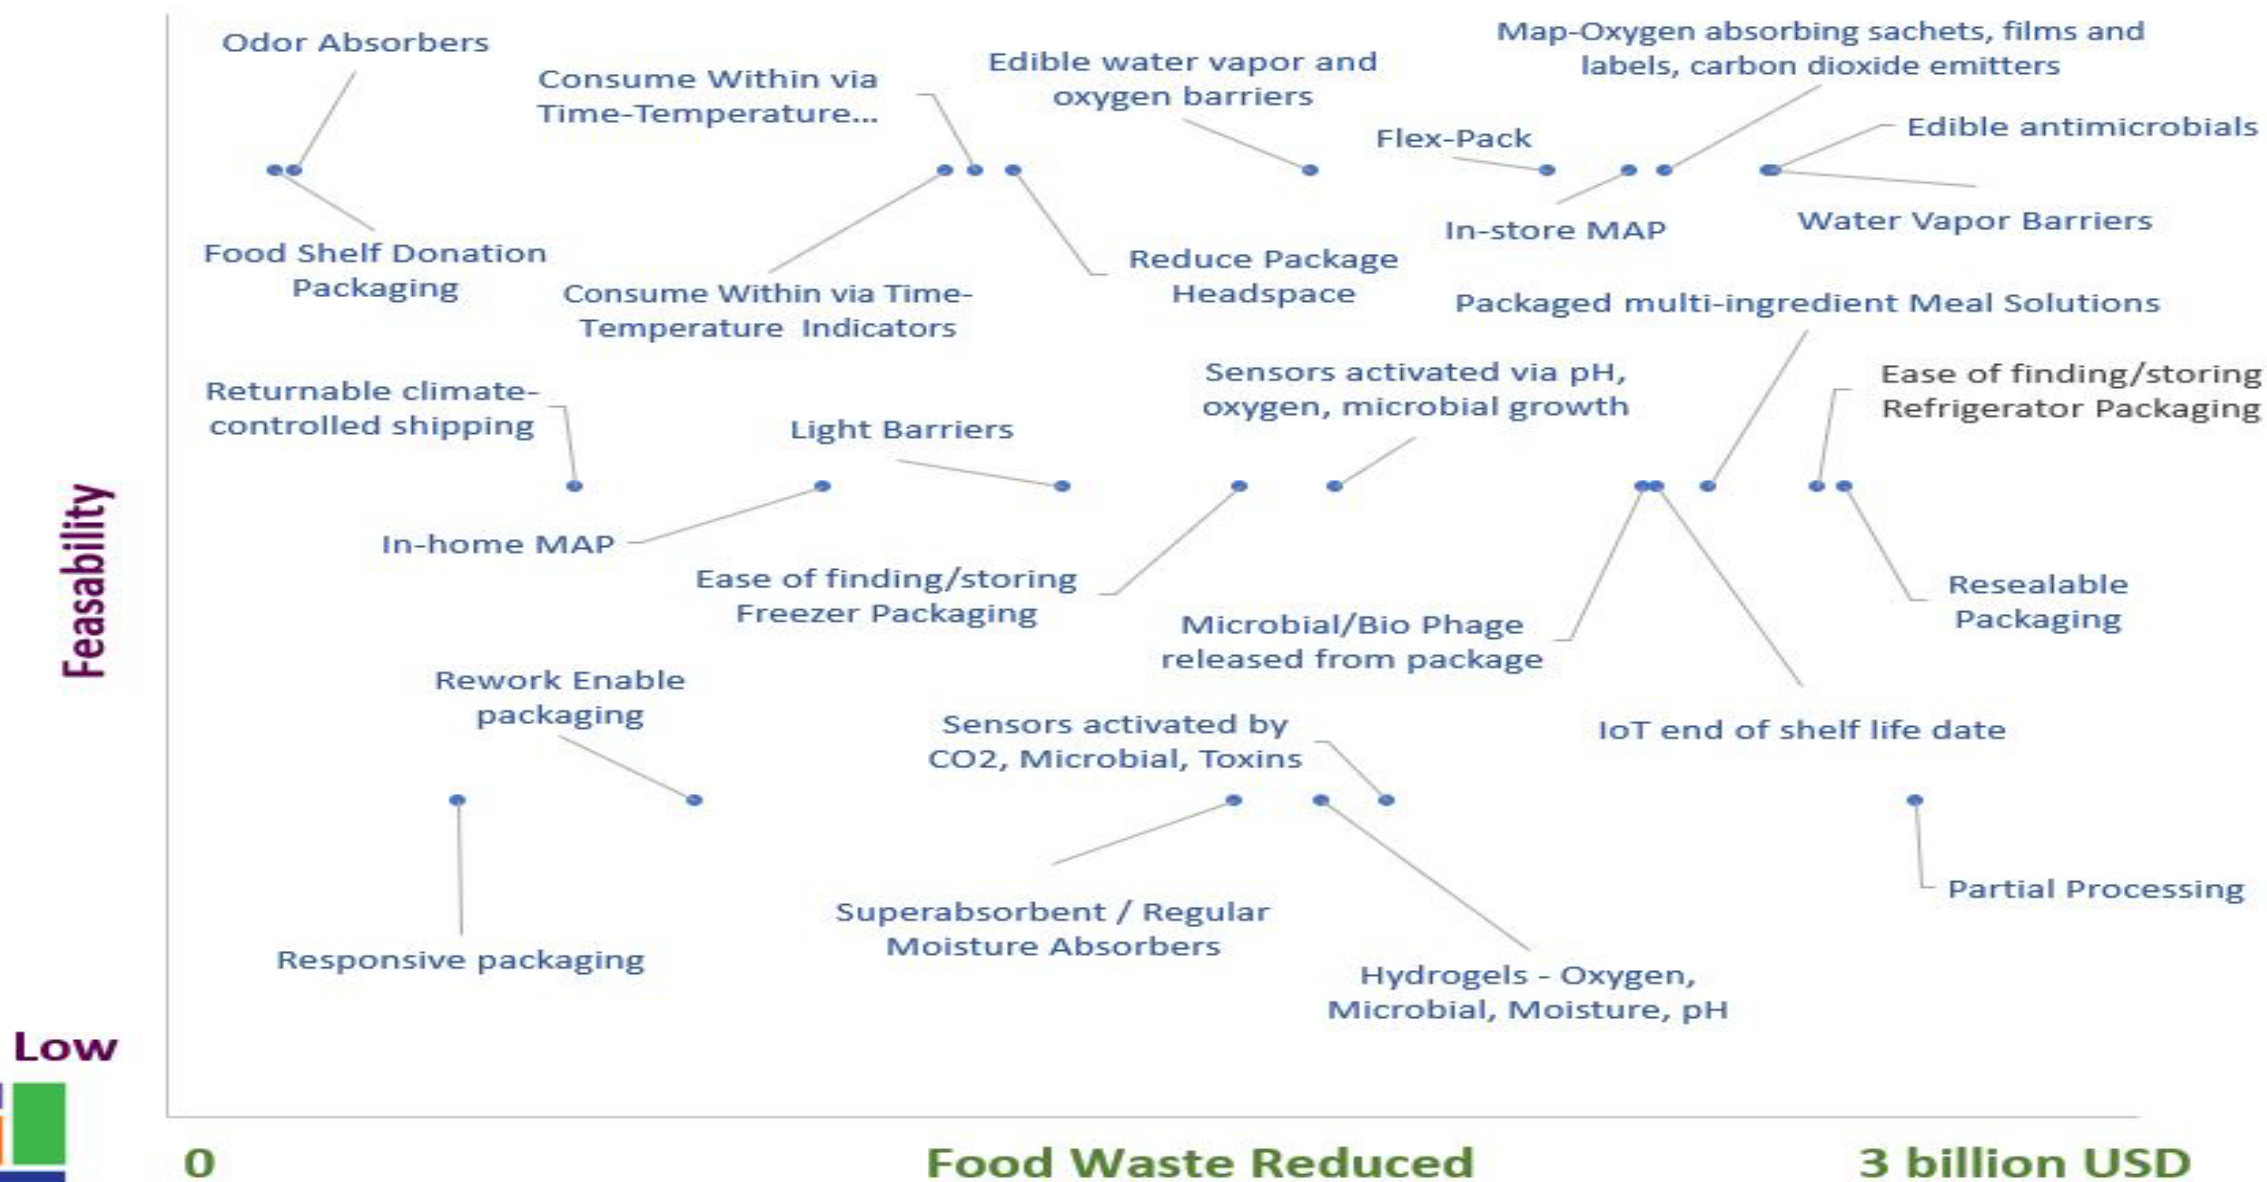 Odor Absorbers
Consume Within via
Time-Temperature...
Edible water vapor and
oxygen barriers
Map-Oxygen absorbing sachets, films and
labels, carbon dioxide emitters
Flex-Pack
Edible antimicrobials
Food Shelf Donation
Packaging
Consume Within via Time-
Temperature Indicators
Reduce Package
Headspace
In-store MAP
Water Vapor Barriers
Packaged multi-ingredient Meal Solutions
Returnable climate-
controlled shipping
Light Barriers
Sensors activated via pH,
oxygen, microbial growth
Ease of finding/storing
Refrigerator Packaging
Feasability
In-home MAP
Ease of finding/storing
Freezer Packaging
Microbial/Bio Phage
released from package
Resealable
Packaging
Rework Enable
packaging
Sensors activated by
CO2, Microbial, Toxins
IoT end of shelf life date
Responsive packaging
Superabsorbent / Regular
Moisture Absorbers
Hydrogels - Oxygen,
Microbial, Moisture, pH
Partial Processing
Low
0
Food Waste Reduced
3 billion USD